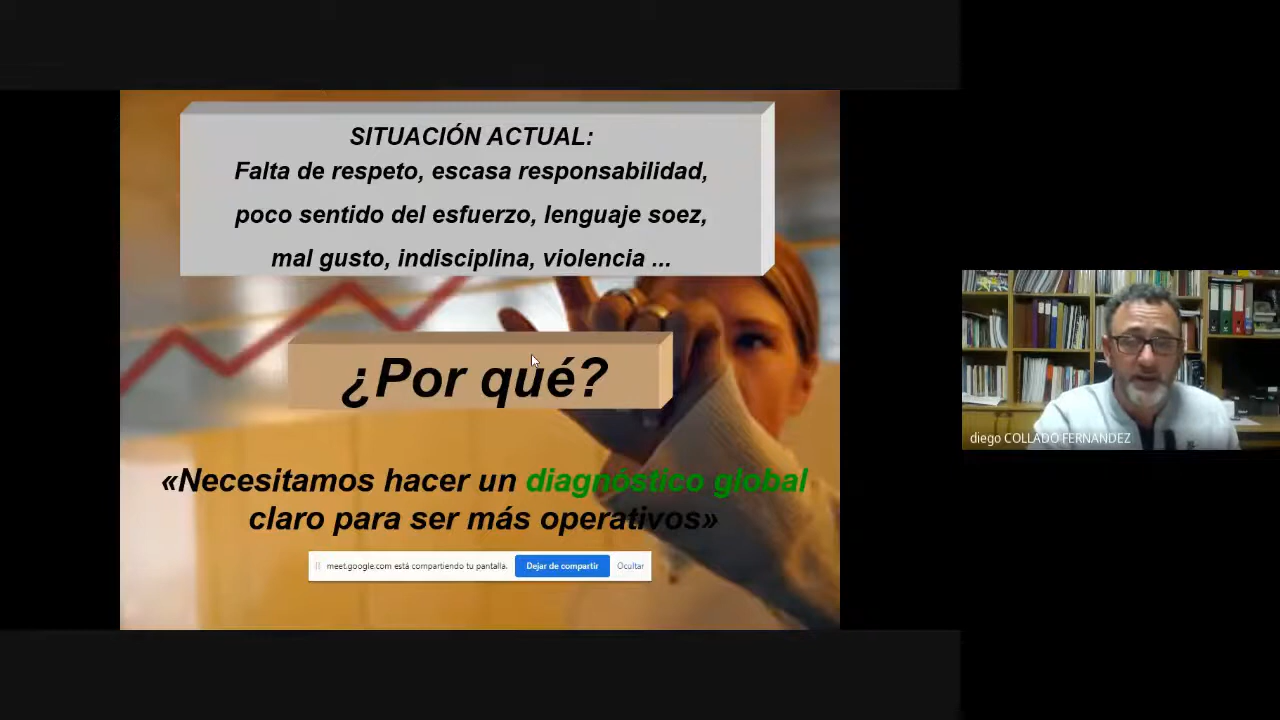 SITUACIÓN ACTUAL:
Falta de respeto, escasa responsabilidad,
poco sentido del esfuerzo, lenguaje soez,
mal gusto, indisciplina, violencia ...
¿Por qué?
«Necesitamos hacer un diagnóstico global
claro para ser más operativos»
meet.google.com está compartiendo tu pantalla.
Dejar de compartir
Ocultar
diego COLLADO FERNANDEZ